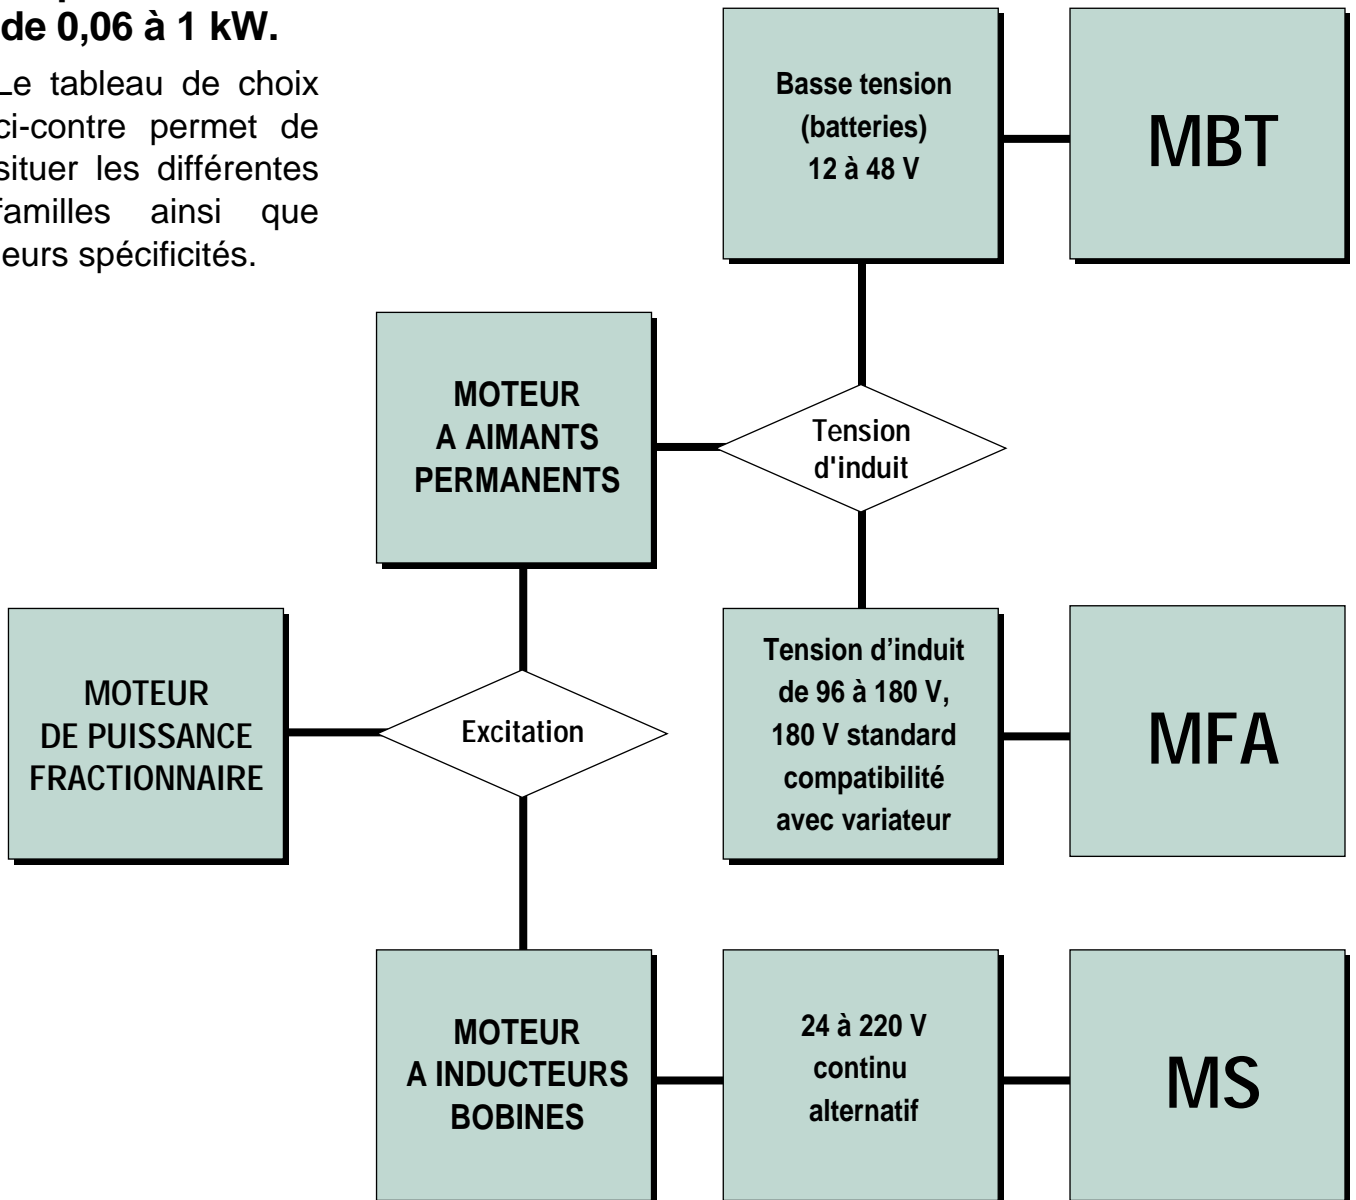 de 0,06 à 1 kW.
Le tableau de choix
ci-contre permet de
situer les différentes
familles ainsi que
leurs spécificités.
Basse tension
(batteries)
12 à 48 V
MBT
MOTEUR
A AIMANTS
PERMANENTS
Tension
d'induit
MOTEUR
DE PUISSANCE
FRACTIONNAIRE
Excitation
Tension d’induit
de 96 à 180 V,
180 V standard
compatibilité
avec variateur
MFA
MOTEUR
A INDUCTEURS
BOBINES
24 à 220 V
continu
alternatif
MS